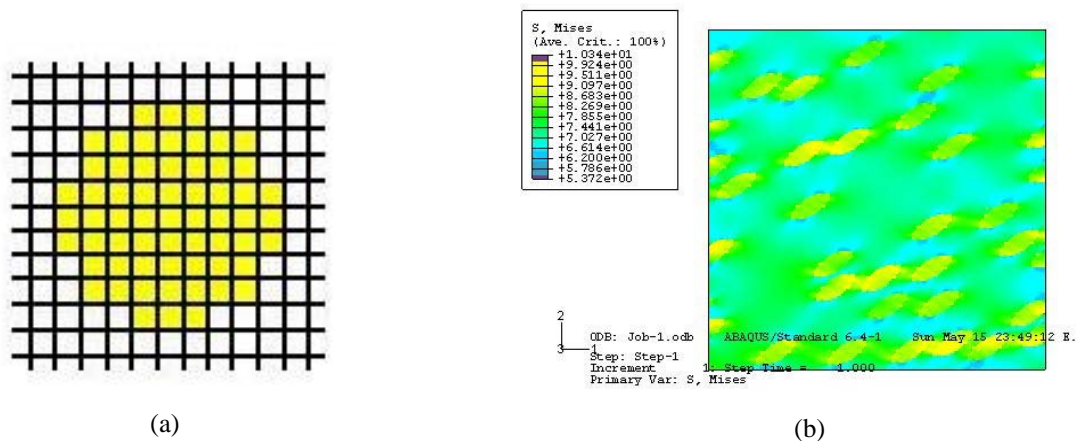 S, Mises
(Ave. Crit.: 100%)
+1.034e+01
+9.924e+00
+9.511e+00
+9.097e+00
+8.683e+00
+8.269e+00
+7.855e+00
+7.441e+00
+7.027e+00
+6.614e+00
+6.200e+00
+5.786e+00
+5.372e+00
2
3 1
ODB: Job-1.odb ABAQUS/Standard 6.4-1 Sun May 15 23:49:12 E.
Step: Step-1
Increment 1: Step Time = 1.000
Primary Var: S, Mises
(a)
(b)